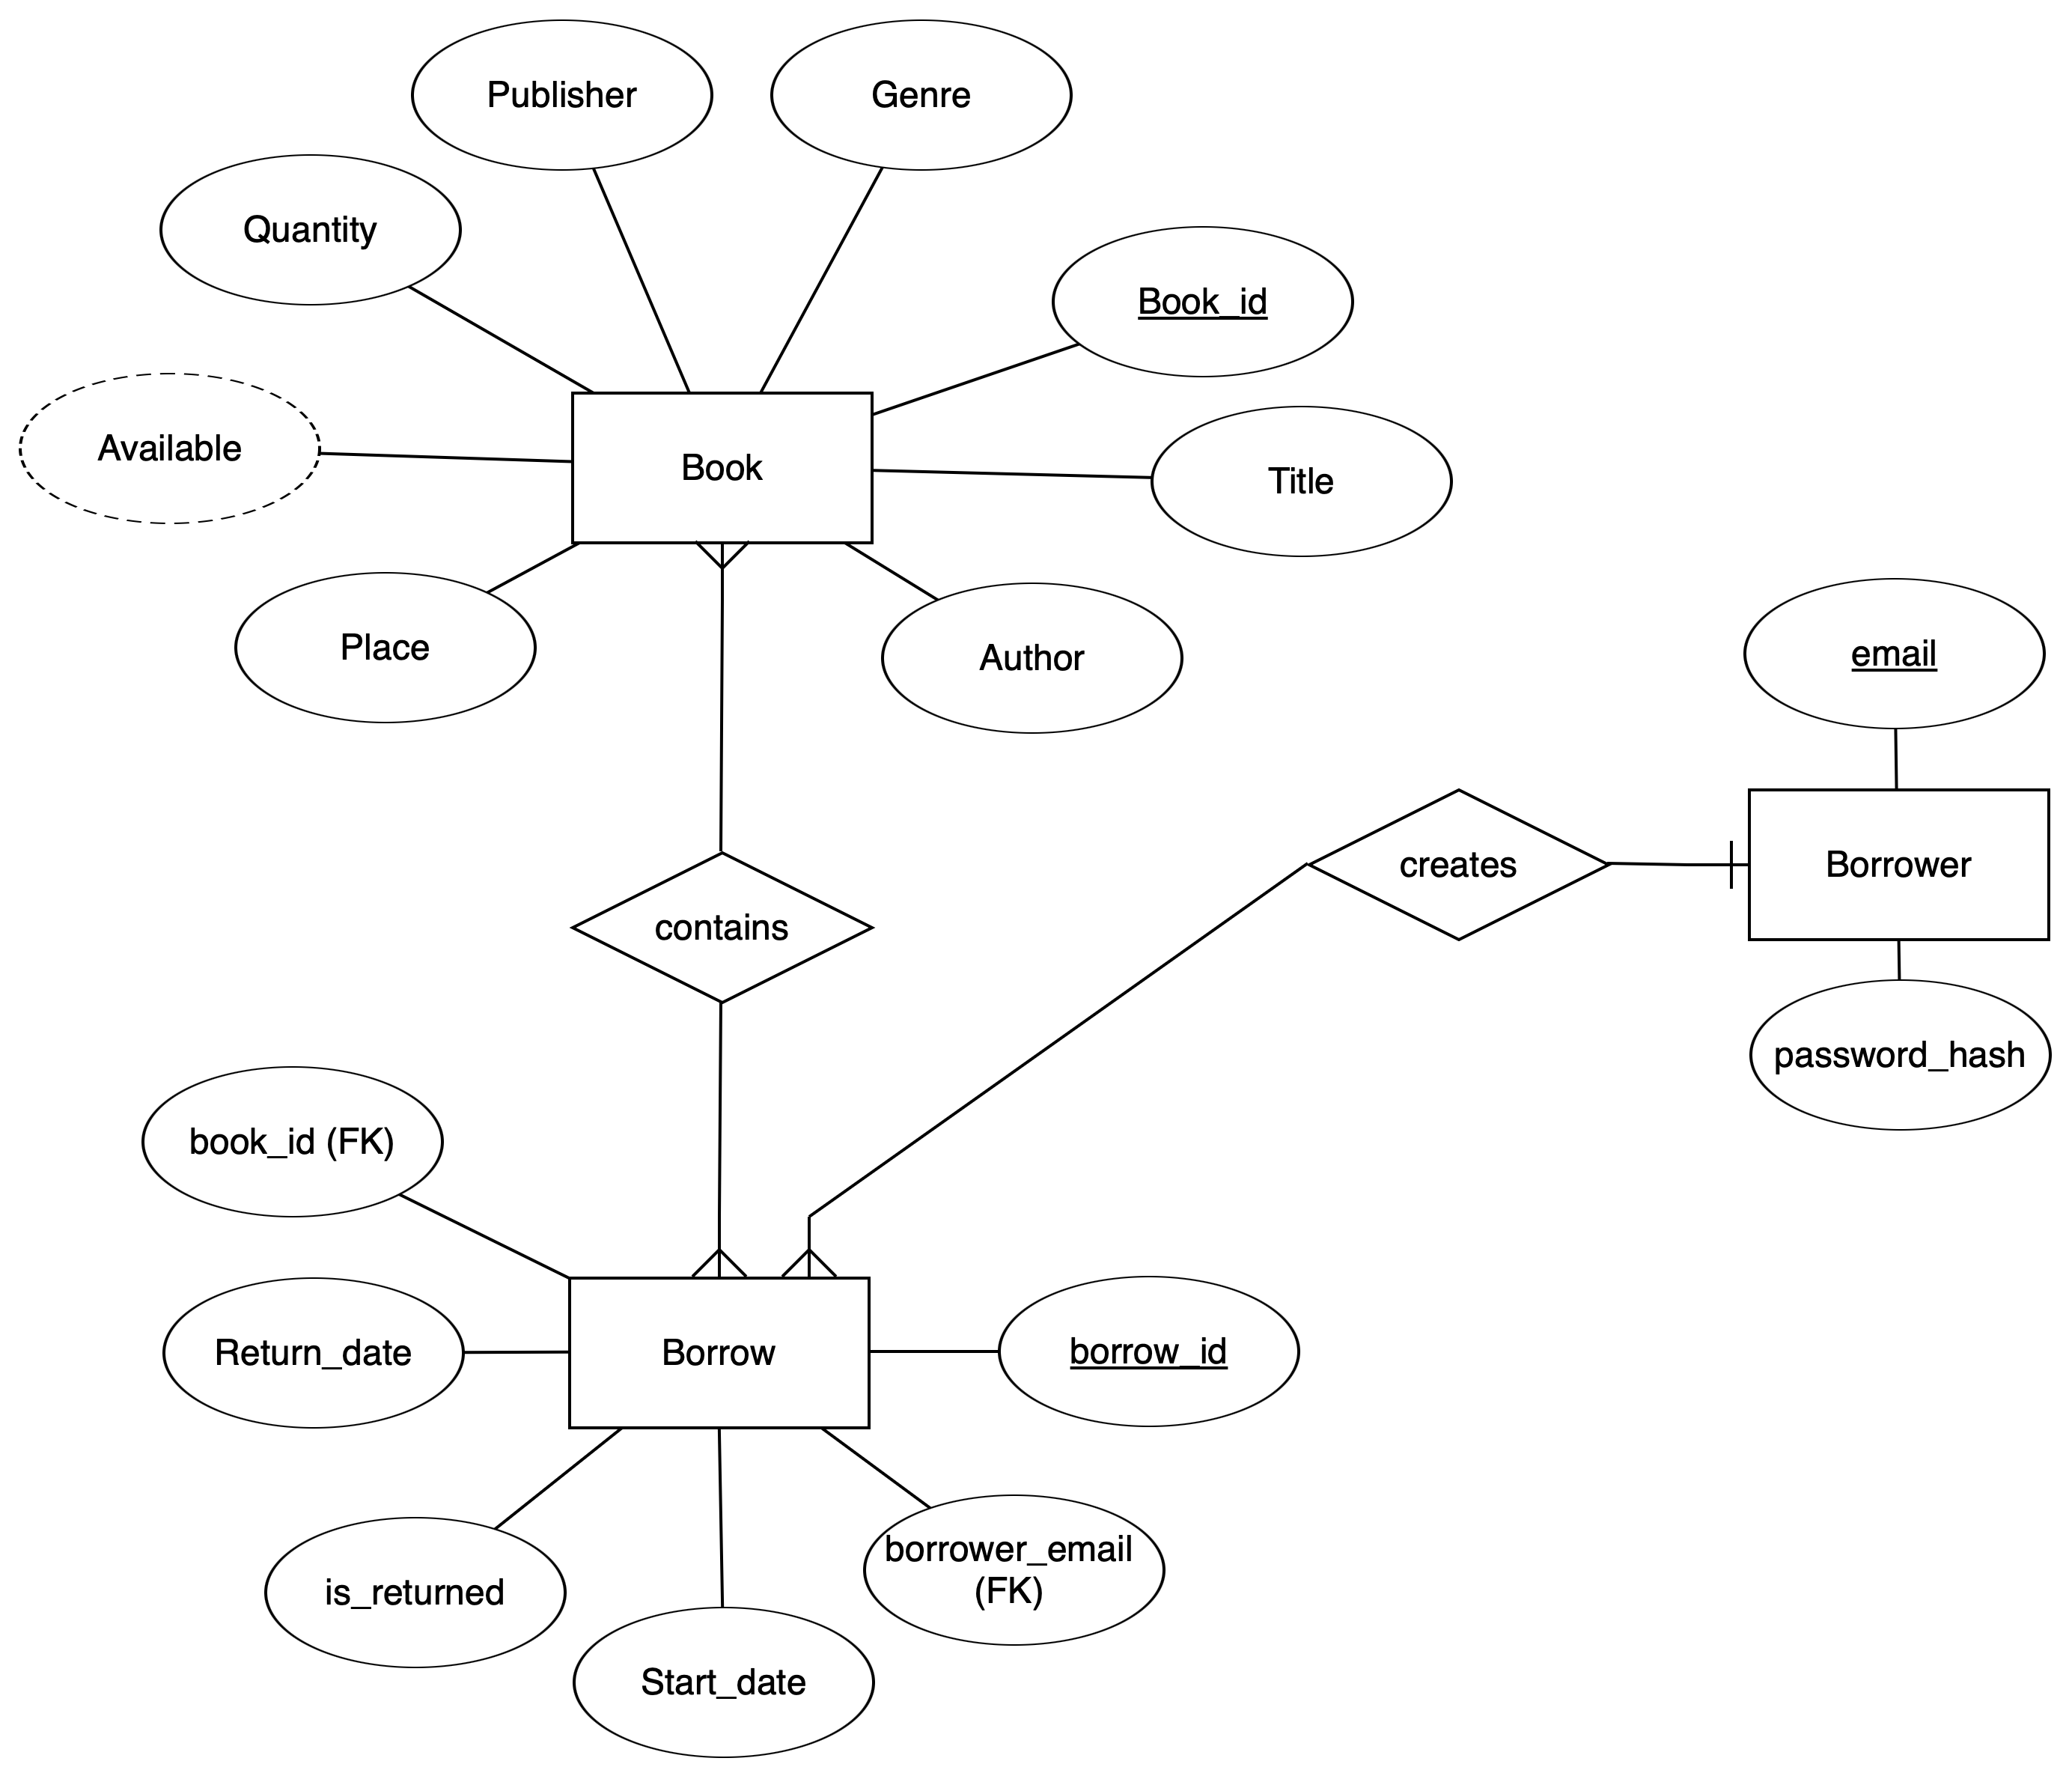 Publisher
Genre
Quantity
Book_id
Available
Book
Title
Place
Author
email
creates
Borrower
contains
password_hash
book_id (FK)
Return_date
Borrow
borrow_id
is_returned
borrower_email
(FK)
Start_date